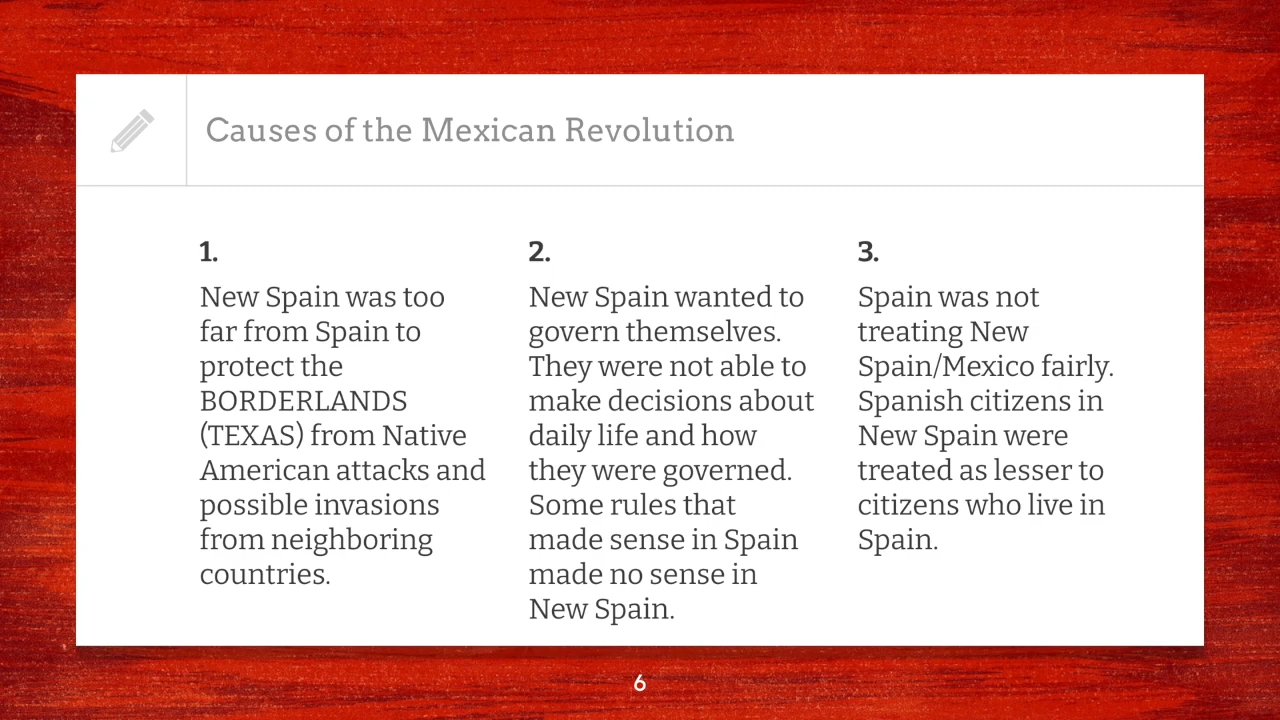 Causes of the Mexican Revolution
1.
New Spain was too
far from Spain to
protect the
BORDERLANDS
(TEXAS) from Native
American attacks and
possible invasions
from neighboring
countries.
2.
New Spain wanted to
govern themselves.
They were not able to
make decisions about
daily life and how
they were governed.
Some rules that
made sense in Spain
made no sense in
New Spain.
3.
Spain was not
treating New
Spain/Mexico fairly.
Spanish citizens in
New Spain were
treated as lesser to
citizens who live in
Spain.
6